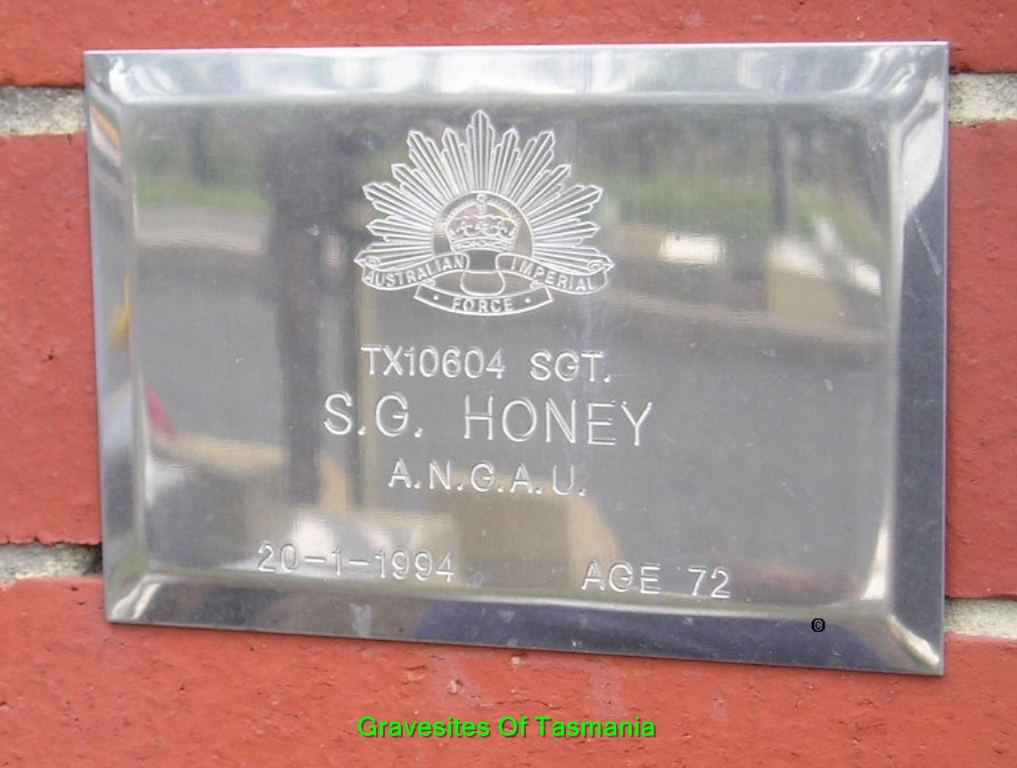 AUSTRALIAN IMPERIAL
• FORCE •
TX10604 SGT.
S.G. HONEY
A.N.G.A.U.
20-1-1994 AGE 72
©
Gravesites Of Tasmania